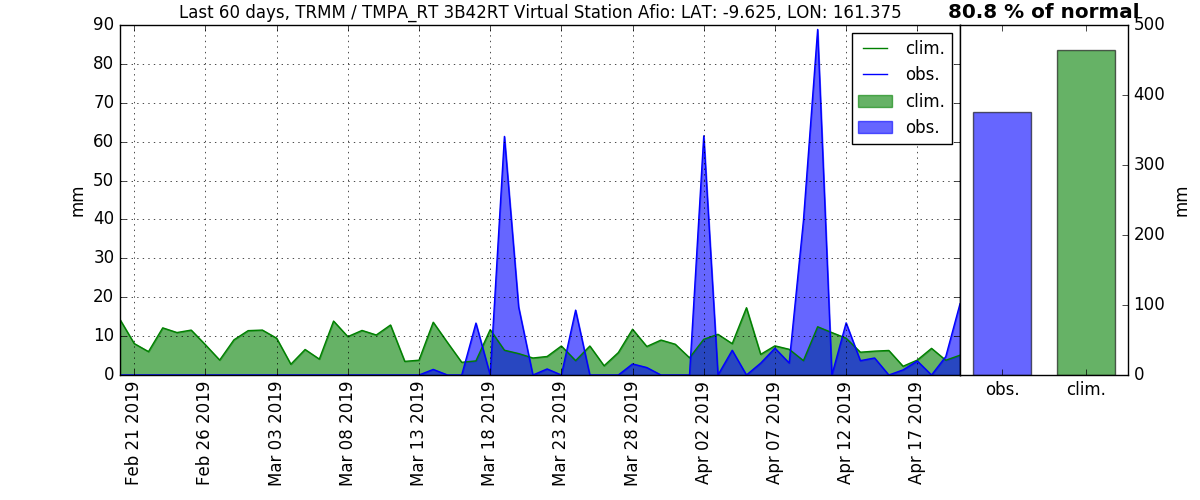 Last 60 days, TRMM / TMPA_RT 3B42RT Virtual Station Afio: LAT: -9.625, LON: 161.375
80.8 % of normal
90
80
70
60
50
40
30
20
10
0
mm
clim.
obs.
clim.
obs.
500
400
300
200
100
0
mm
obs.
clim.
Feb 21 2019
Feb 26 2019
Mar 03 2019
Mar 08 2019
Mar 13 2019
Mar 18 2019
Mar 23 2019
Mar 28 2019
Apr 02 2019
Apr 07 2019
Apr 12 2019
Apr 17 2019